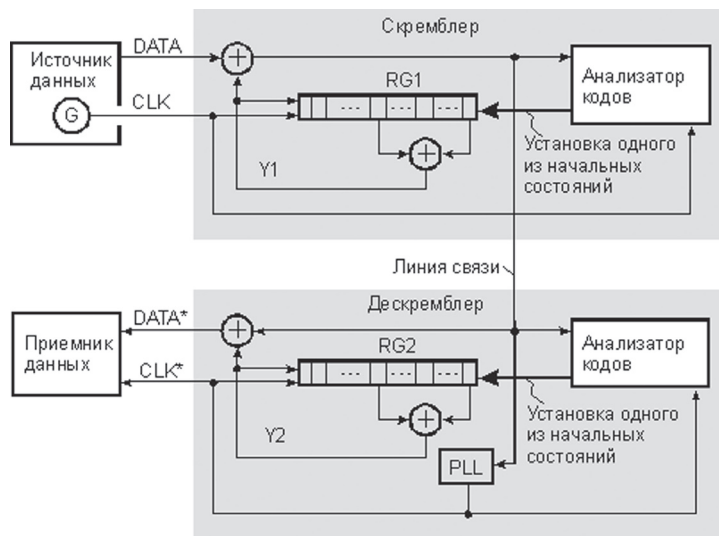 Скремблер
Источник
данных
G
DATA
CLK
+
RG1
+
Y1
Анализатор
кодов
Установка одного
из начальных
состояний
Линия связи
Дескремблер
Приемник
данных
DATA*
CLK*
+
RG2
+
Y2
PLL
Анализатор
кодов
Установка одного
из начальных
состояний